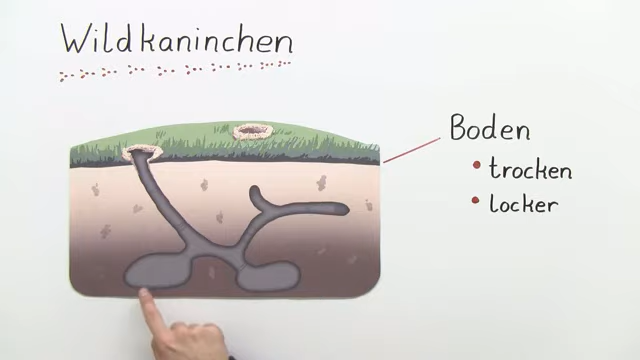 Wildkaninchen
Boden
• trocken
• locker